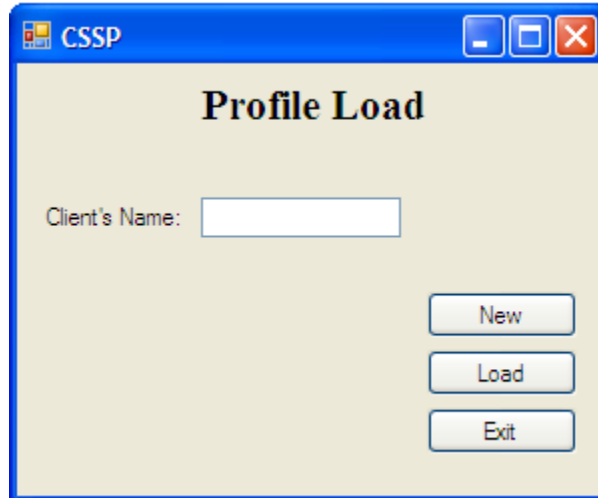 CSSP
Profile Load
Client's Name:
New
Load
Exit